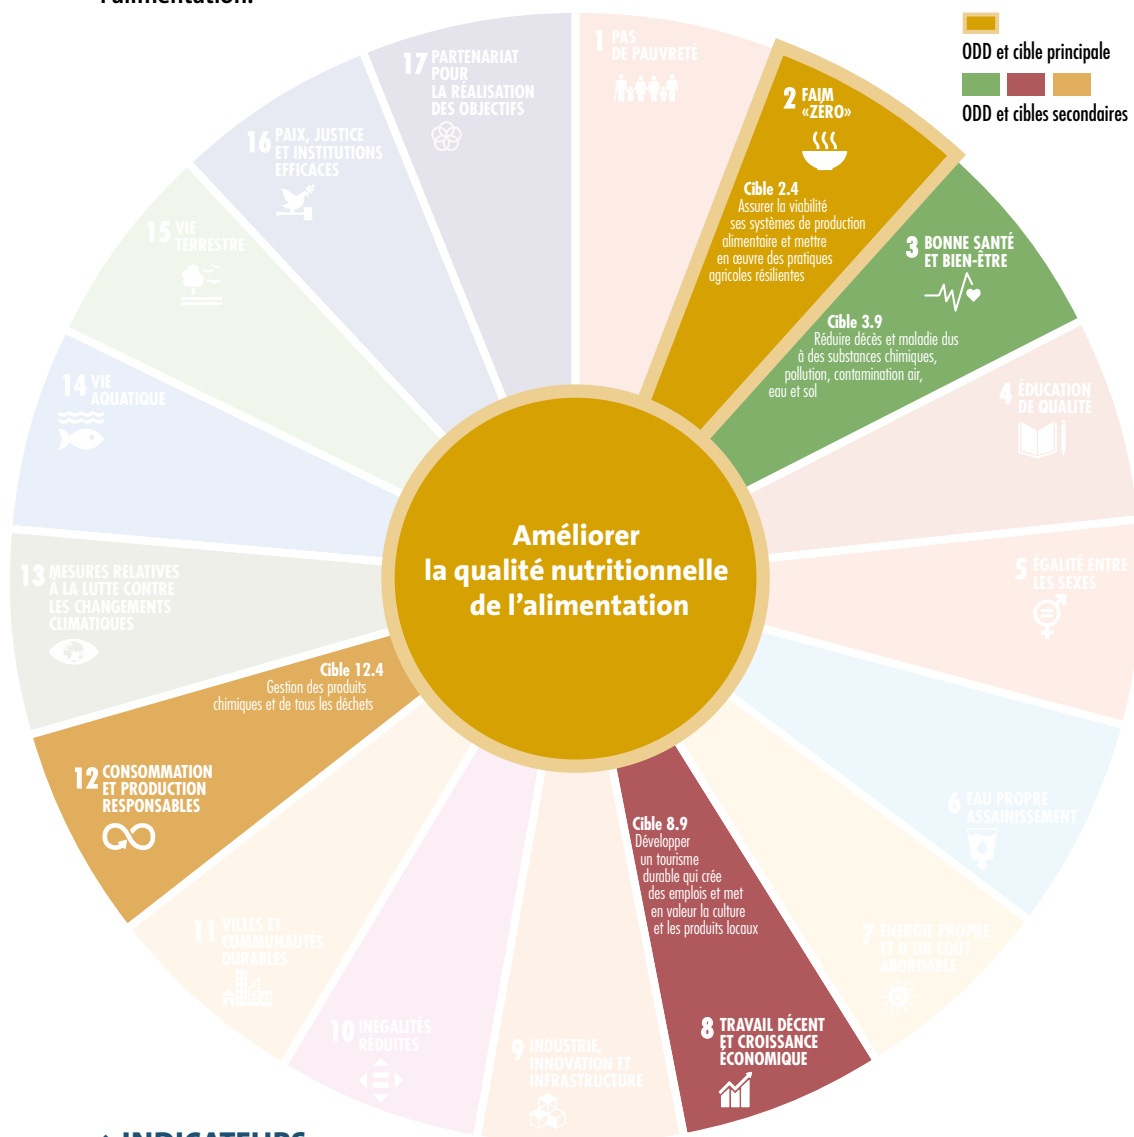 l'alimentation.
ODD et cible principale
ODD et cibles secondaires
1 PAS
DE PAUVRETÉ
2 FAIM
«ZÉRO»
Cible 2.4
Assurer la viabilité
ses systèmes de production
alimentaire et mettre
en œuvre des pratiques
agricoles résilientes
3 BONNE SANTÉ
ET BIEN-ÊTRE
Cible 3.9
Réduire décès et maladie dus
à des substances chimiques,
pollution, contamination air,
eau et sol
4 ÉDUCATION
DE QUALITÉ
5 ÉGALITÉ ENTRE
LES SEXES
6 EAU PROPRE
ASSAINISSEMENT
7 ÉNERGIE PROPRE
ET D'UN COÛT
ABORDABLE
8 TRAVAIL DÉCENT
ET CROISSANCE
ÉCONOMIQUE
Cible 8.9
Développer
un tourisme
durable qui crée
des emplois et met
en valeur la culture
et les produits locaux
9 INDUSTRIE,
INNOVATION ET
INFRASTRUCTURE
10 INÉGALITÉS
RÉDUITES
11 VILLES ET
COMMUNAUTÉS
DURABLES
12 CONSOMMATION
ET PRODUCTION
RESPONSABLES
Cible 12.4
Gestion des produits
chimiques et de tous les déchets
13 MESURES RELATIVES
À LA LUTTE CONTRE
LES CHANGEMENTS
CLIMATIQUES
14 VIE
AQUATIQUE
15 VIE
TERRESTRE
16 PAIX, JUSTICE
ET INSTITUTIONS
EFFICACES
17 PARTENARIAT
POUR
LA RÉALISATION
DES OBJECTIFS
Améliorer
la qualité nutritionnelle
de l'alimentation
INDICATEURS